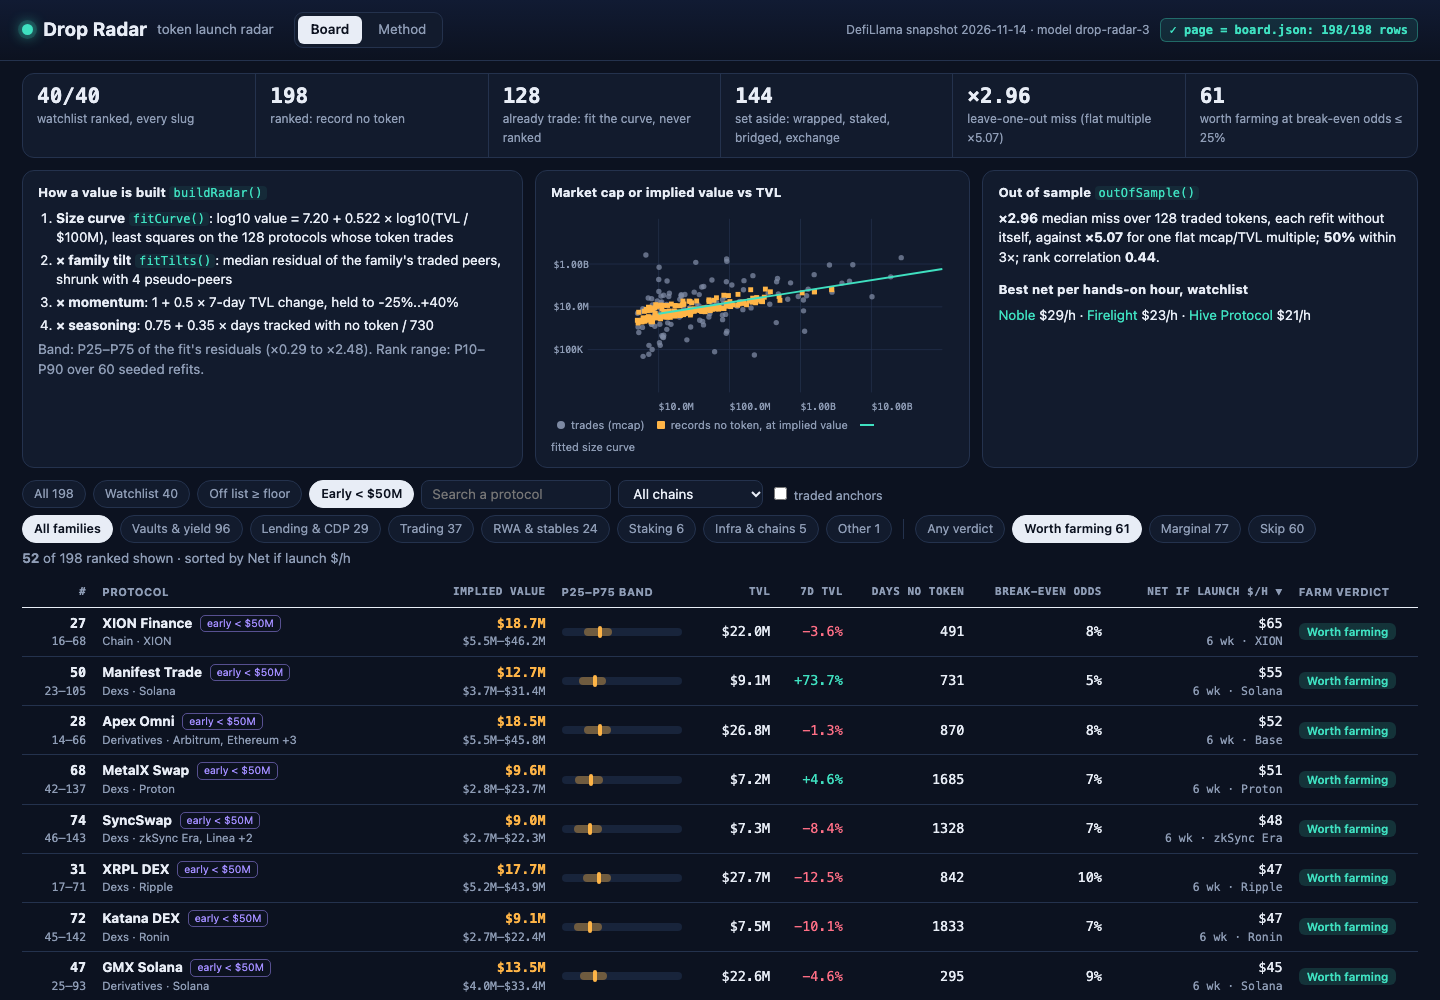 Drop Radar token launch radar Board Method DefiLlama snapshot 2026-11-14 · model drop-radar-3 ✓ page = board.json: 198/198 rows
40/40 198 128 144 ×2.96 61
watchlist ranked, every slug
ranked: record no token
already trade: fit the curve, never
ranked
set aside: wrapped, staked,
bridged, exchange
leave-one-out miss (flat multiple
×5.07)
worth farming at break-even odds ≤
25%
How a value is built buildRadar()
1. Size curve fitCurve() : log10 value = 7.20 + 0.522 × log10(TVL /
$100M), least squares on the 128 protocols whose token trades
2. × family tilt fitTilts() : median residual of the family's traded peers,
shrunk with 4 pseudo-peers
3. × momentum: 1 + 0.5 × 7-day TVL change, held to -25%..+40%
4. × seasoning: 0.75 + 0.35 × days tracked with no token / 730
Band: P25–P75 of the fit's residuals (×0.29 to ×2.48). Rank range: P10–
P90 over 60 seeded refits.
Market cap or implied value vs TVL
$1.00B
$10.0M
$100K
$10.0M $100.0M $1.00B $10.00B
trades (mcap) records no token, at implied value
fitted size curve
Out of sample outOfSample()
×2.96 median miss over 128 traded tokens, each refit without
itself, against ×5.07 for one flat mcap/TVL multiple; 50% within
3×; rank correlation 0.44.
Best net per hands-on hour, watchlist
Noble $29/h · Firelight $23/h · Hive Protocol $21/h
All 198 Watchlist 40 Off list ≥ floor Early < $50M Search a protocol All chains traded anchors
All families Vaults & yield 96 Lending & CDP 29 Trading 37 RWA & stables 24 Staking 6 Infra & chains 5 Other 1 Any verdict Worth farming 61 Marginal 77 Skip 60
52 of 198 ranked shown · sorted by Net if launch $/h
# PROTOCOL IMPLIED VALUE P25–P75 BAND TVL 7D TVL DAYS NO TOKEN BREAK-EVEN ODDS NET IF LAUNCH $/H ▼ FARM VERDICT
27 XION Finance early < $50M $18.7M $22.0M −3.6% 491 8% $65 Worth farming
16–68 Chain · XION $5.5M–$46.2M 6 wk · XION
50 Manifest Trade early < $50M $12.7M $9.1M +73.7% 731 5% $55 Worth farming
23–105 Dexs · Solana $3.7M–$31.4M 6 wk · Solana
28 Apex Omni early < $50M $18.5M $26.8M −1.3% 870 8% $52 Worth farming
14–66 Derivatives · Arbitrum, Ethereum +3 $5.5M–$45.8M 6 wk · Base
68 MetalX Swap early < $50M $9.6M $7.2M +4.6% 1685 7% $51 Worth farming
42–137 Dexs · Proton $2.8M–$23.7M 6 wk · Proton
74 SyncSwap early < $50M $9.0M $7.3M −8.4% 1328 7% $48 Worth farming
46–143 Dexs · zkSync Era, Linea +2 $2.7M–$22.3M 6 wk · zkSync Era
31 XRPL DEX early < $50M $17.7M $27.7M −12.5% 842 10% $47 Worth farming
17–71 Dexs · Ripple $5.2M–$43.9M 6 wk · Ripple
72 Katana DEX early < $50M $9.1M $7.5M −10.1% 1833 7% $47 Worth farming
45–142 Dexs · Ronin $2.7M–$22.4M 6 wk · Ronin
47 GMX Solana early < $50M $13.5M $22.6M −4.6% 295 9% $45 Worth farming
25–93 Derivatives · Solana $4.0M–$33.4M 6 wk · Solana